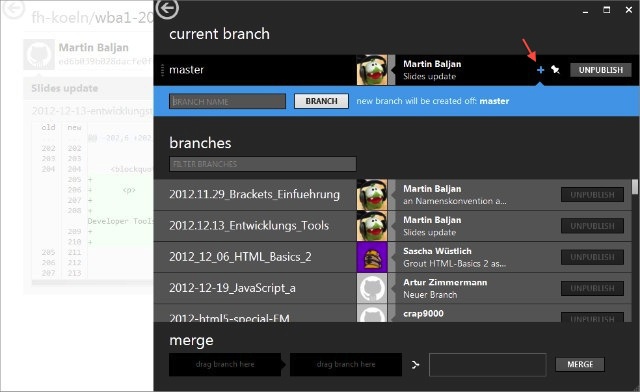 fh-koeln/wba1-20
current branch
Martin Baljan
Slides update
master
Martin Baljan
Slides update
UNPUBLISH
BRANCH NAME
BRANCH
new branch will be created off: master
Slides update
2012-12-13-entwicklungst
old new
@@ -202,6 +202
202 202
203 203
204 204 <blockquo
205 +
206 + <p>
207 +
208 +
Developer Tools
209 +
210 +
205 211
206 212
207 213
branches
FILTER BRANCHES
2012.11.29_Brackets_Einfuehrung
Martin Baljan
an Namenskonvention a...
UNPUBLISH
2012.12.13_Entwicklungs_Tools
Martin Baljan
Slides update
UNPUBLISH
2012_12_06_HTML_Basics_2
Sascha Wüstlich
Grout HTML-Basics 2 as...
UNPUBLISH
2012-12-19_JavaScript_a
Artur Zimmermann
Neuer Branch
UNPUBLISH
2012-html5-special-FM
crap9000
UNPUBLISH
merge
drag branch here
drag branch here
MERGE